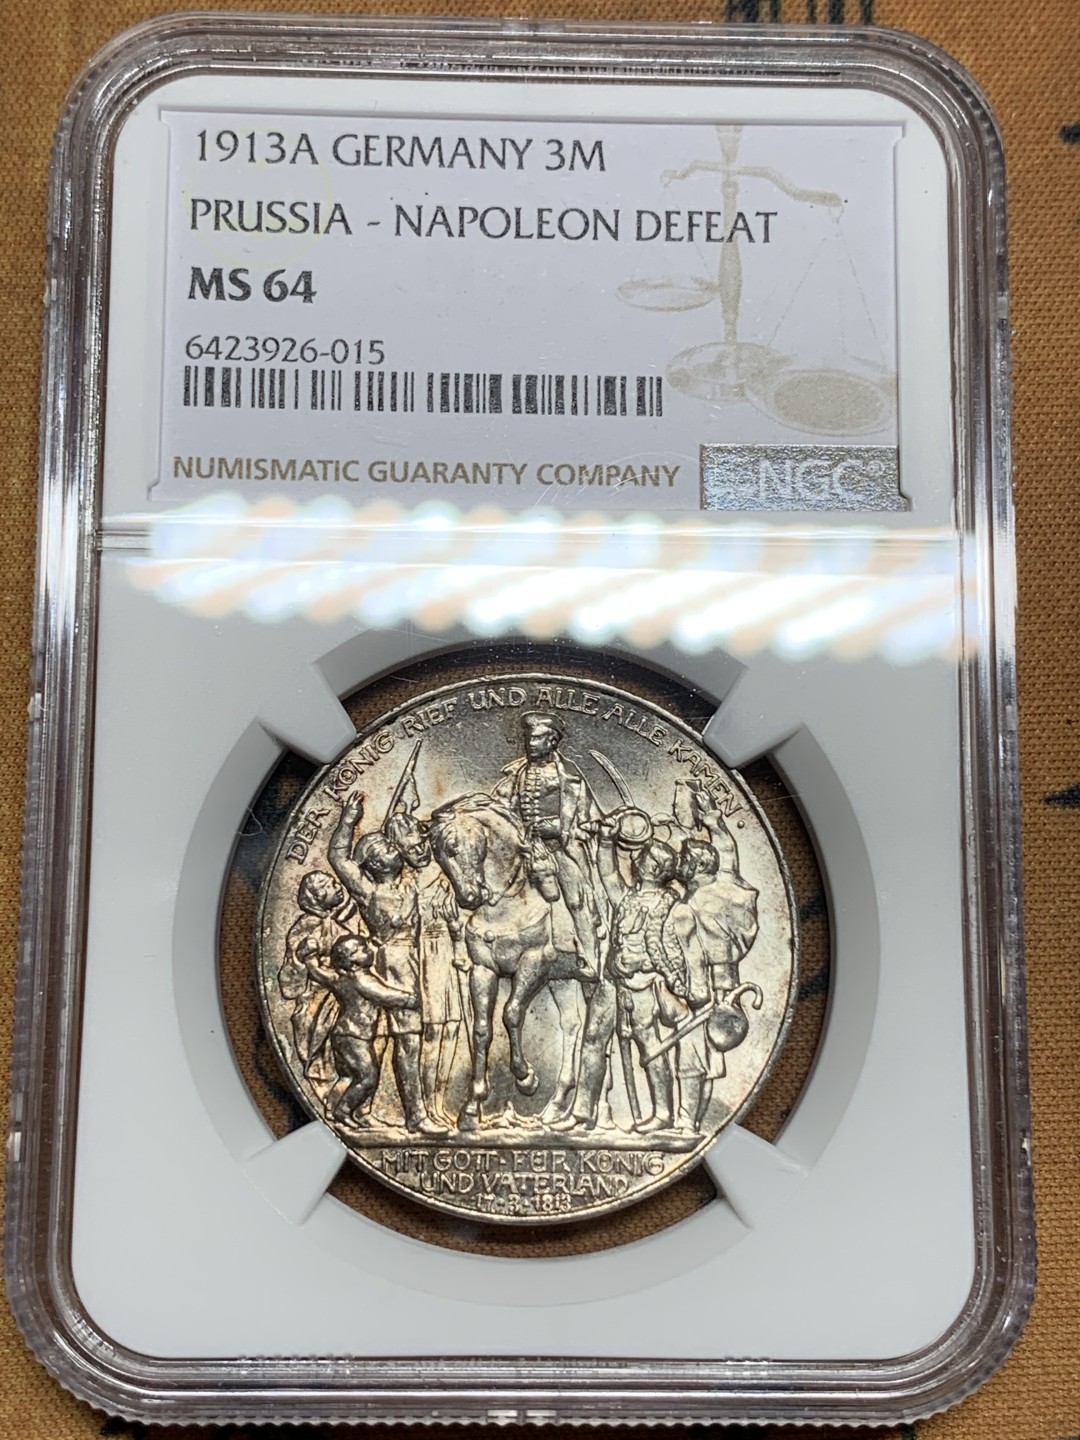 1913A GERMANY 3M
PRUSSIA - NAPOLEON DEFEAT
MS 64
6423926-015
NUMISMATIC GUARANTY COMPANY
NGC®
DER KÖNIG RIEF UND ALLE ALLE KAMEN·
MIT GOTT·FÜR KÖNIG
UND VATERLAND
17·3·1813